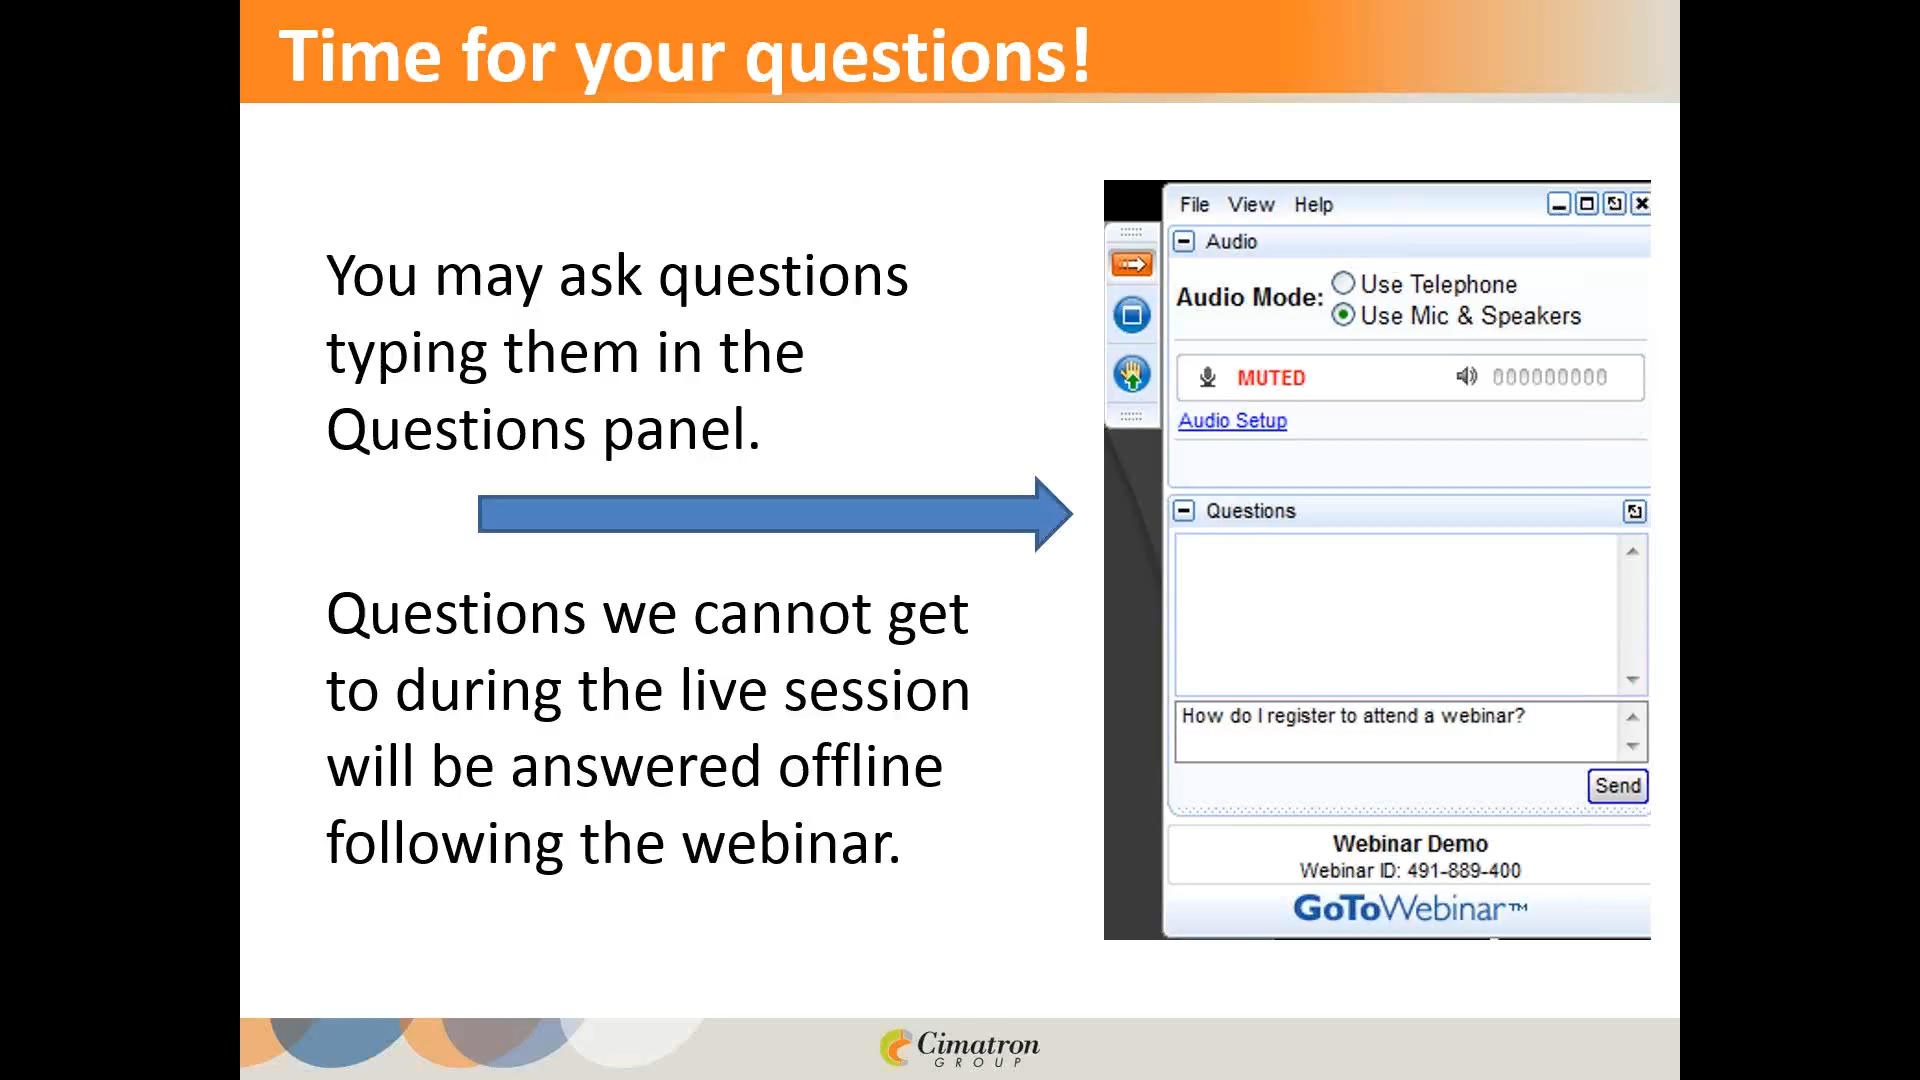 Time for your questions!
You may ask questions
typing them in the
Questions panel.
Questions we cannot get
to during the live session
will be answered offline
following the webinar.
File View Help
Audio
Audio Mode: Use Telephone
Use Mic & Speakers
MUTED 000000000
Audio Setup
Questions
How do I register to attend a webinar?
Send
Webinar Demo
Webinar ID: 491-889-400
GoToWebinar™
Cimatron
GROUP